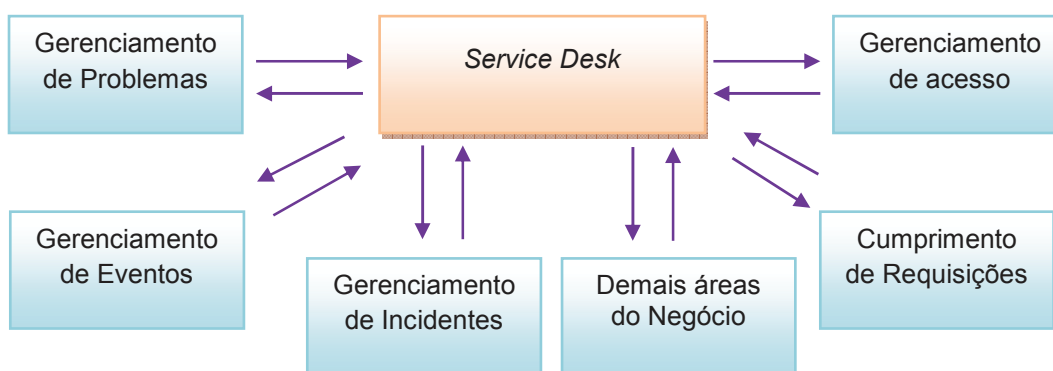 Gerenciamento
de Problemas
Service Desk
Gerenciamento
de acesso
Gerenciamento
de Eventos
Gerenciamento
de Incidentes
Demais áreas
do Negócio
Cumprimento
de Requisições